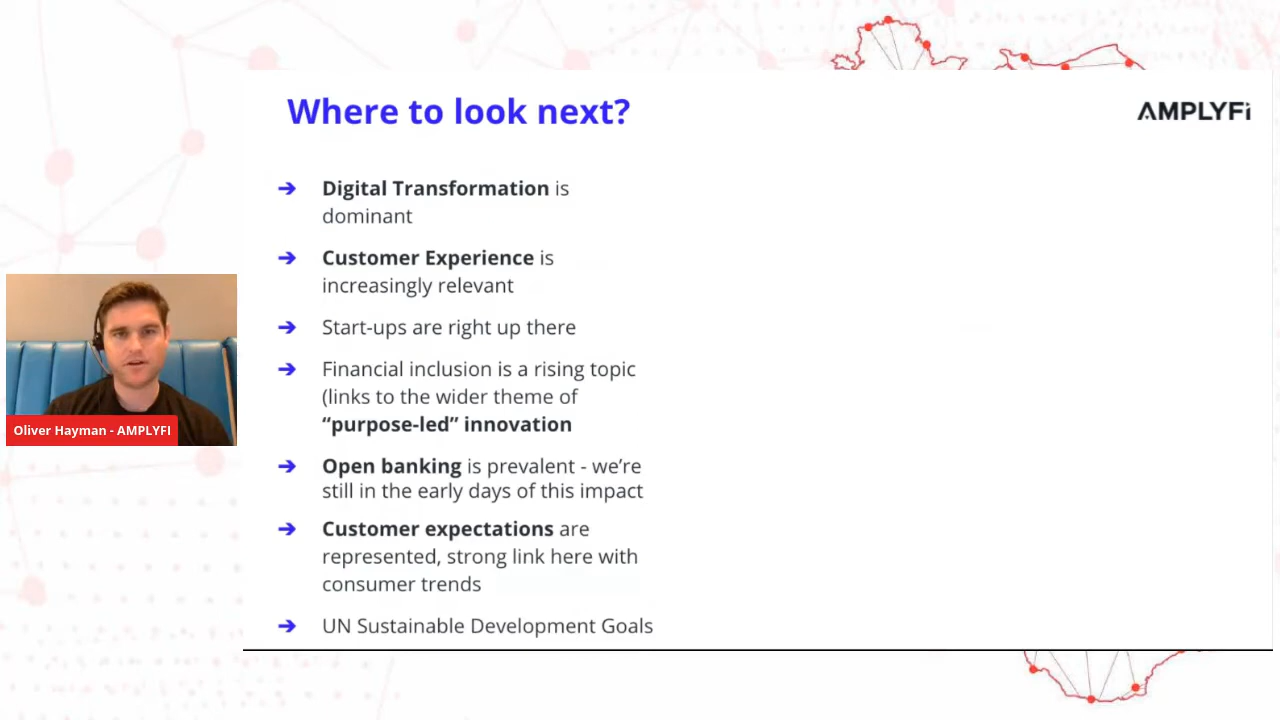 Where to look next?
AMPLYFi
➔ Digital Transformation is
dominant
➔ Customer Experience is
increasingly relevant
➔ Start-ups are right up there
➔ Financial inclusion is a rising topic
(links to the wider theme of
“purpose-led” innovation
➔ Open banking is prevalent - we’re
still in the early days of this impact
➔ Customer expectations are
represented, strong link here with
consumer trends
➔ UN Sustainable Development Goals
Oliver Hayman - AMPLYFI